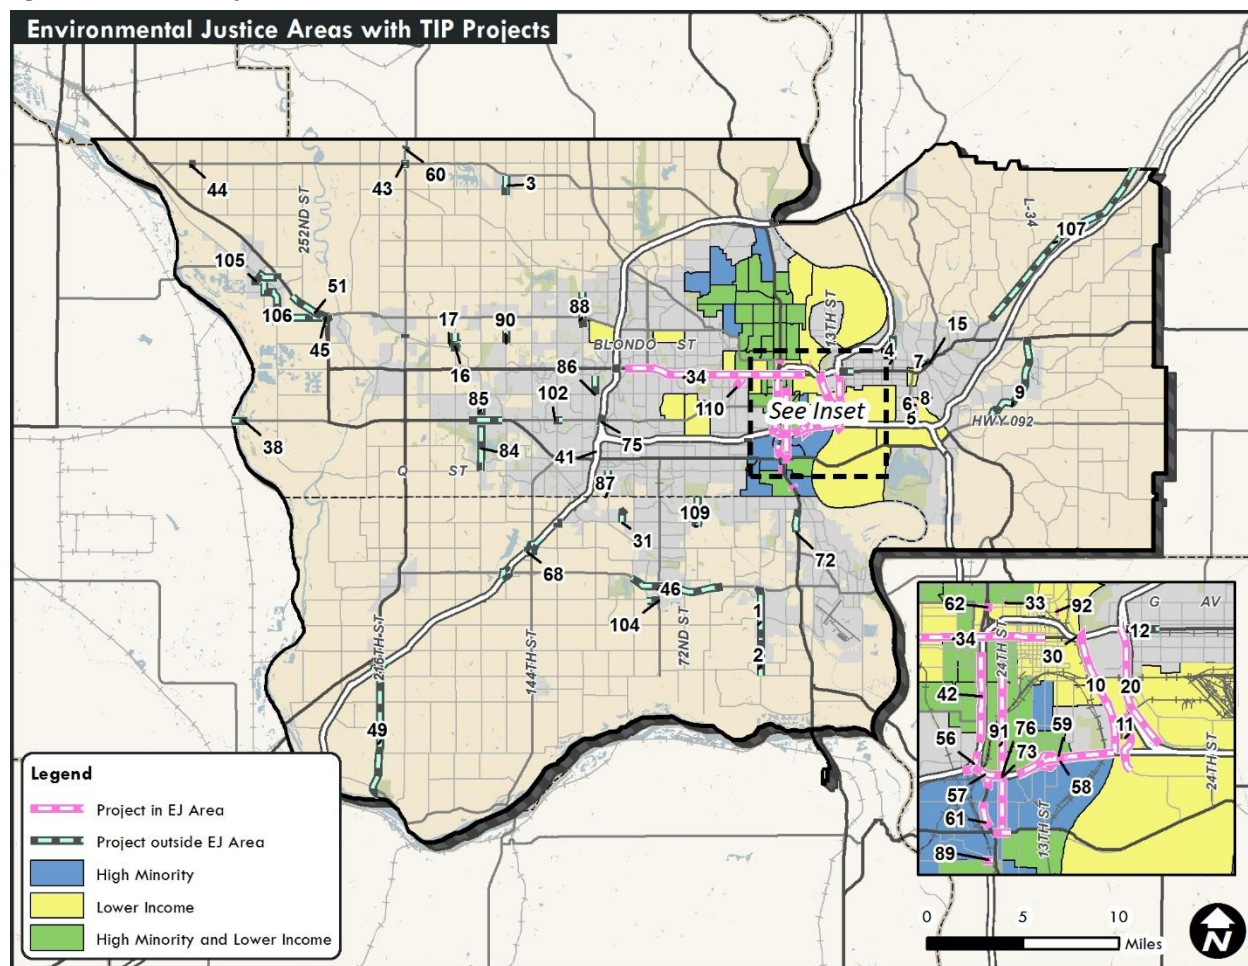 Environmental Justice Areas with TIP Projects
60
44
43
3
252ND ST
L-34
107
105
51
106
45
88
17
90
16
BLONDO ST
13TH ST
4
15
7
86
34
110
See Inset
9
85
102
6
8
5
HWY 092
38
84
41
75
Q ST
87
109
31
72
68
46
104
1
2
72ND ST
144TH ST
216TH ST
49
62
33
92
G AV
34
24TH ST
30
12
42
10
20
56
91
76
59
11
73
57
58
61
24TH ST
13TH ST
89
Legend
Project in EJ Area
Project outside EJ Area
High Minority
Lower Income
High Minority and Lower Income
0 5 10
Miles
N